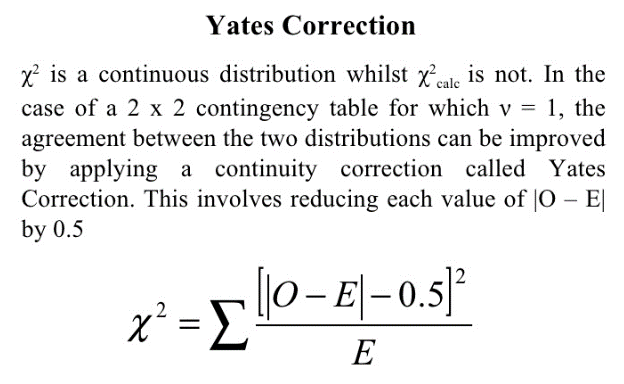 Yates Correction
χ² is a continuous distribution whilst χ²calc is not. In the
case of a 2 x 2 contingency table for which ν = 1, the
agreement between the two distributions can be improved
by applying a continuity correction called Yates
Correction. This involves reducing each value of |O – E|
by 0.5
χ² = ∑ [|O – E| – 0.5]² / E